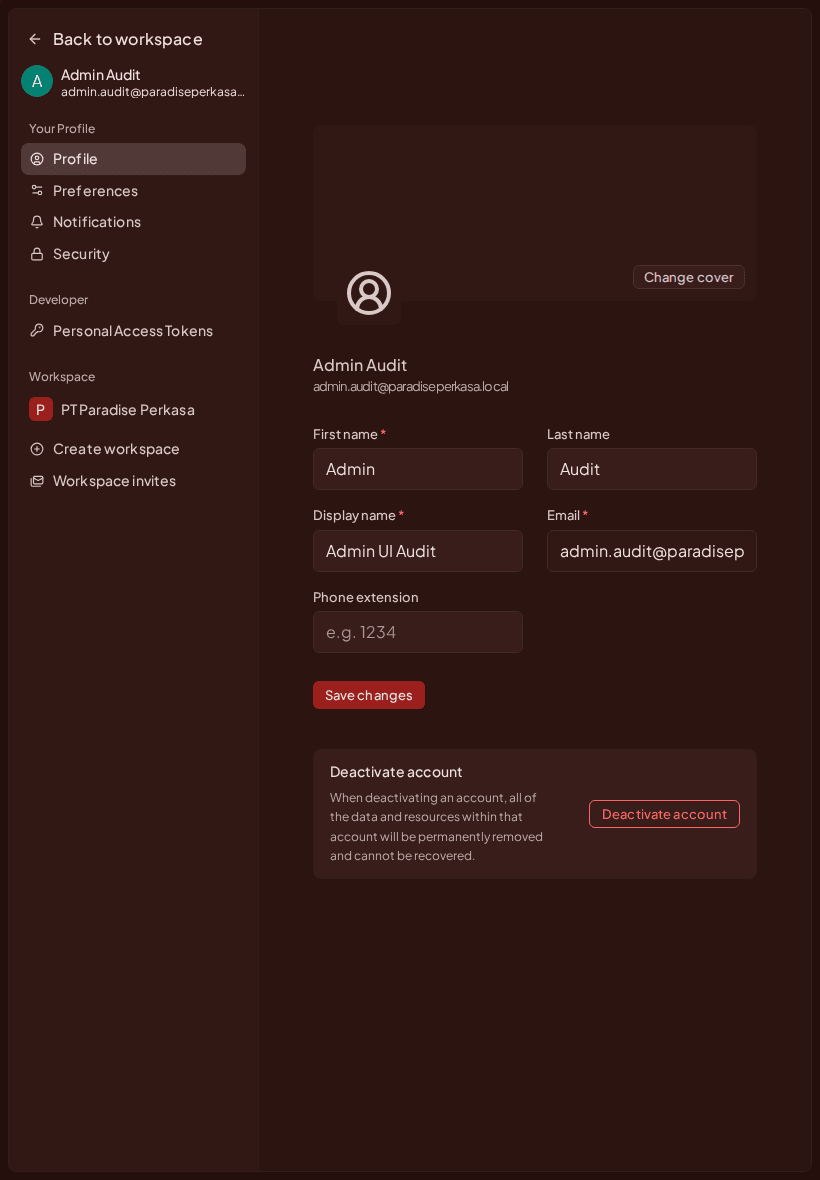 Back to workspace
A
Admin Audit
admin.audit@paradiseperkasa...
Your Profile
Profile
Preferences
Notifications
Security
Developer
Personal Access Tokens
Workspace
P
PT Paradise Perkasa
Create workspace
Workspace invites
Change cover
Admin Audit
admin.audit@paradiseperkasa.local
First name *
Last name
Admin
Audit
Display name *
Email *
Admin UI Audit
admin.audit@paradisep
Phone extension
e.g. 1234
Save changes
Deactivate account
When deactivating an account, all of
the data and resources within that
account will be permanently removed
and cannot be recovered.
Deactivate account